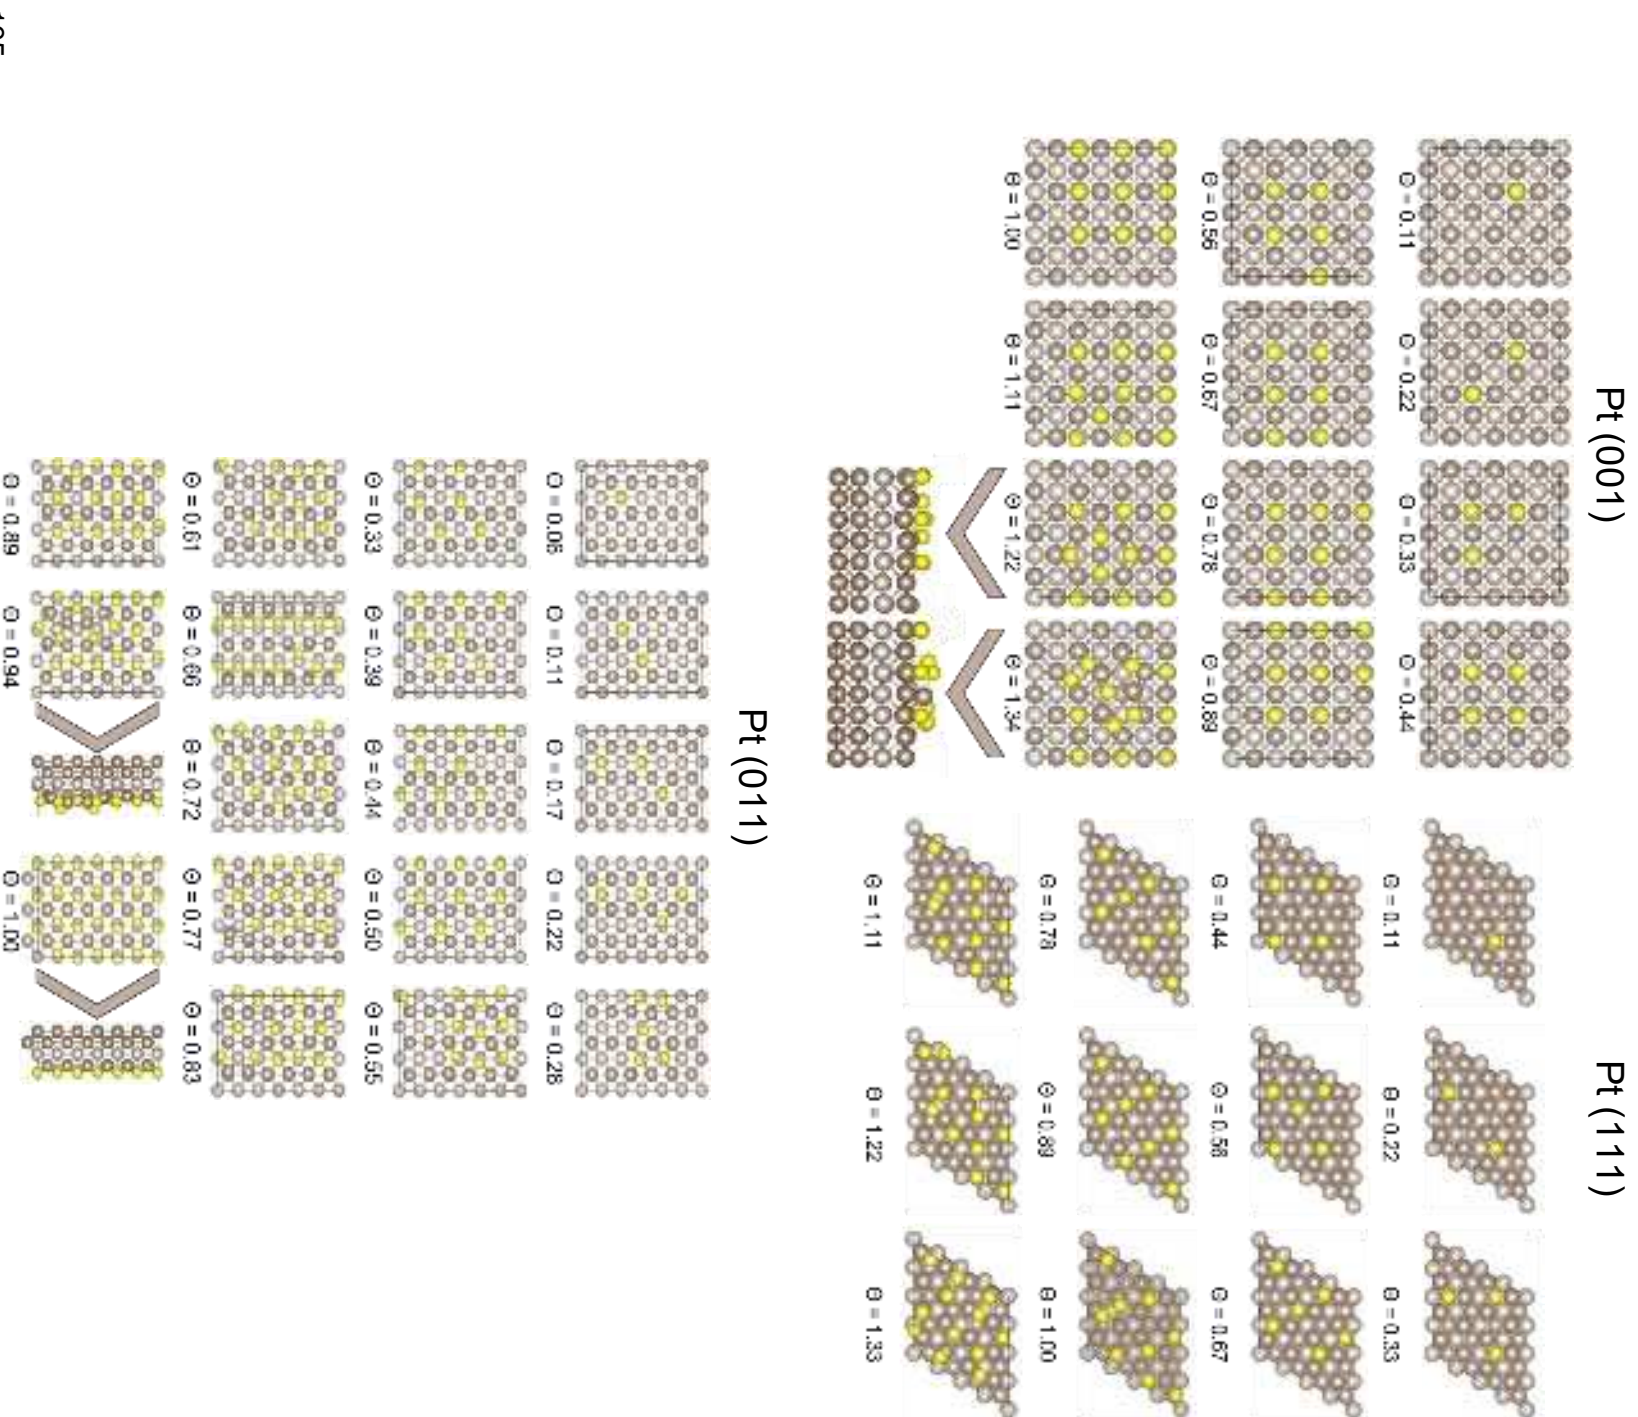 Pt (001)
Θ = 0.11
Θ = 0.22
Θ = 0.33
Θ = 0.44
Θ = 0.56
Θ = 0.67
Θ = 0.78
Θ = 0.89
Θ = 1.00
Θ = 1.11
Θ = 1.22
Θ = 1.34
Pt (111)
Θ = 0.11
Θ = 0.22
Θ = 0.33
Θ = 0.44
Θ = 0.56
Θ = 0.67
Θ = 0.78
Θ = 0.89
Θ = 1.00
Θ = 1.11
Θ = 1.22
Θ = 1.33
Pt (011)
Θ = 0.06
Θ = 0.11
Θ = 0.17
Θ = 0.22
Θ = 0.28
Θ = 0.33
Θ = 0.39
Θ = 0.44
Θ = 0.50
Θ = 0.55
Θ = 0.61
Θ = 0.66
Θ = 0.72
Θ = 0.77
Θ = 0.83
Θ = 0.89
Θ = 0.94
Θ = 1.00